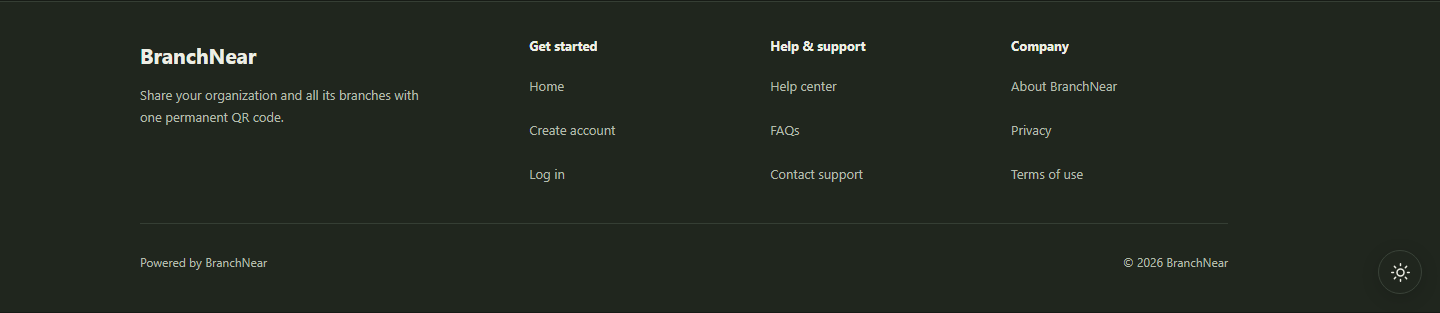 BranchNear
Share your organization and all its branches with
one permanent QR code.
Get started
Home
Create account
Log in
Help & support
Help center
FAQs
Contact support
Company
About BranchNear
Privacy
Terms of use
Powered by BranchNear
© 2026 BranchNear